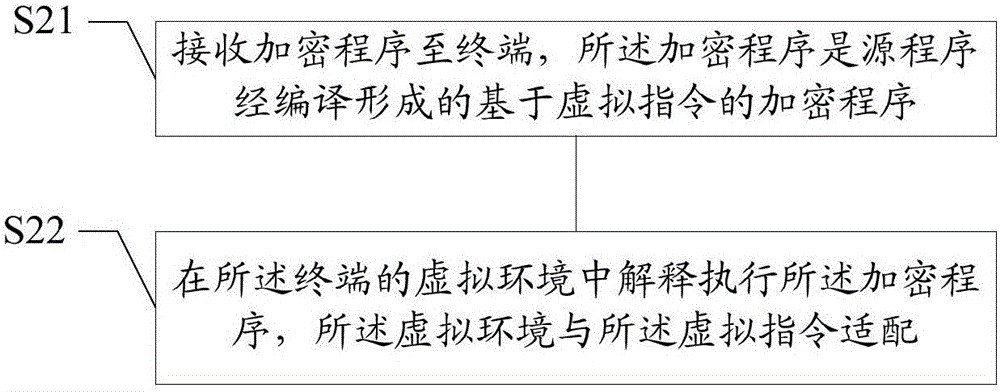 S21
接收加密程序至终端，所述加密程序是源程序
经编译形成的基于虚拟指令的加密程序
S22
在所述终端的虚拟环境中解释执行所述加密程
序，所述虚拟环境与所述虚拟指令适配